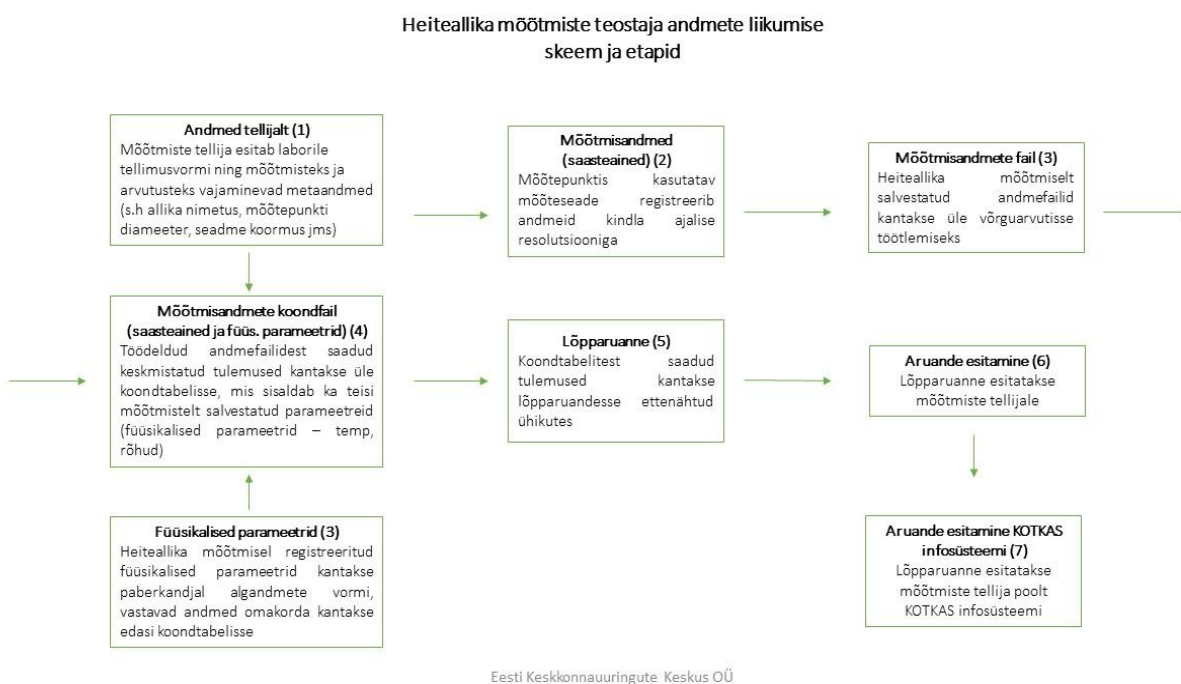 Heiteallika mõõtmiste teostaja andmete liikumise
skeem ja etapid
Andmed tellijalt (1)
Mõõtmiste tellija esitab laborile
tellimusvormi ning mõõtmisteks ja
arvutusteks vajaminevad metaandmed
(s.h allika nimetus, mõõtepunkti
diameeter, seadme koormus jms)
Mõõtmisandmed
(saasteained) (2)
Mõõtepunktis kasutatav
mõõteseade registreerib
andmeid kindla ajalise
resolutsiooniga
Mõõtmisandmete fail (3)
Heiteallika mõõtmiselt
salvestatud andmefailid
kantakse üle võrguarvutisse
töötlemiseks
Mõõtmisandmete koondfail
(saasteained ja füüs. parameetrid) (4)
Töödeldud andmefailidest saadud
keskmistatud tulemused kantakse üle
koondtabelisse, mis sisaldab ka teisi
mõõtmistelt salvestatud parameetreid
(füüsikalised parameetrid – temp,
rõhud)
Lõpparuanne (5)
Koondtabelitest saadud
tulemused kantakse
lõpparuandesse ettenähtud
ühikutes
Aruande esitamine (6)
Lõpparuanne esitatakse
mõõtmiste tellijale
Füüsikalised parameetrid (3)
Heiteallika mõõtmisel registreeritud
füüsikalised parameetrid kantakse
paberkandjal algandmete vormi,
vastavad andmed omakorda kantakse
edasi koondtabelisse
Aruande esitamine KOTKAS
infosüsteemi (7)
Lõpparuanne esitatakse
mõõtmiste tellija poolt
KOTKAS infosüsteemi
Eesti Keskkonnauuringute Keskus OÜ